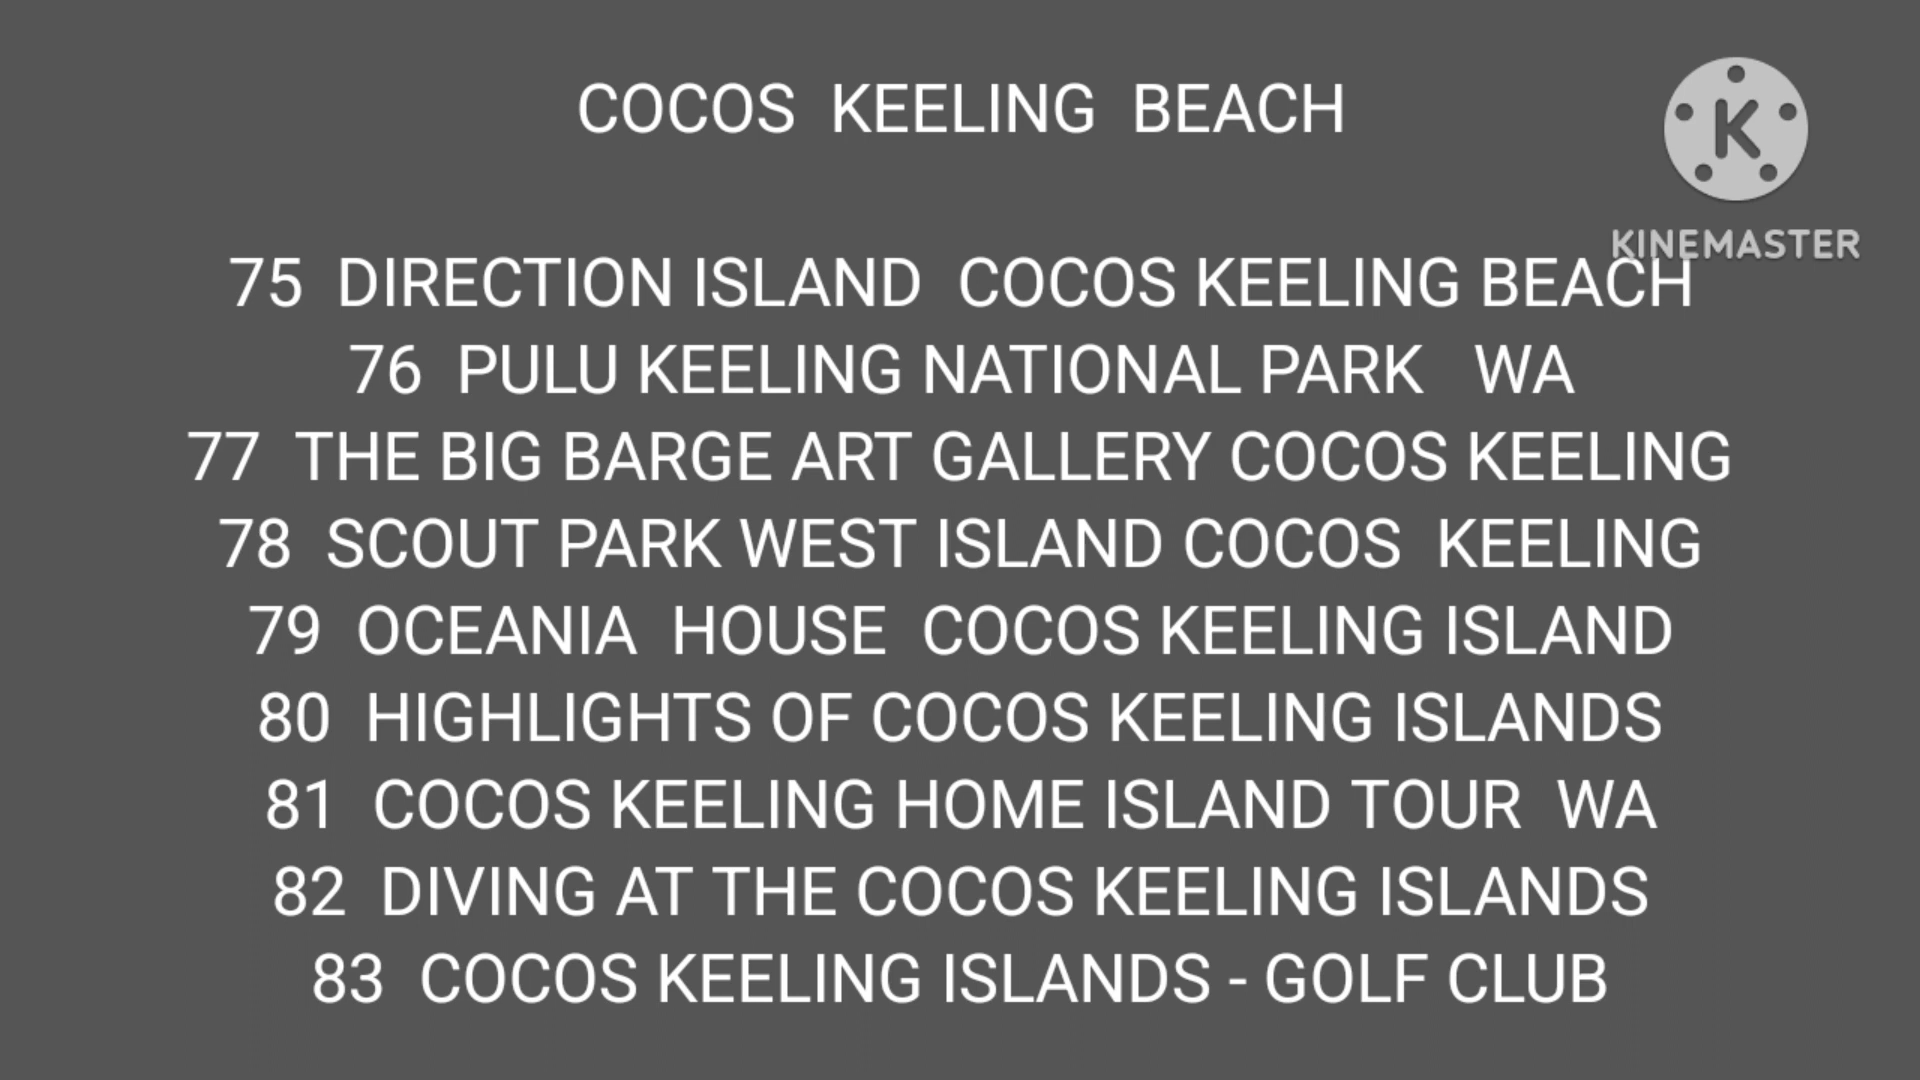 COCOS KEELING BEACH
K
KINEMASTER
75 DIRECTION ISLAND COCOS KEELING BEACH
76 PULU KEELING NATIONAL PARK WA
77 THE BIG BARGE ART GALLERY COCOS KEELING
78 SCOUT PARK WEST ISLAND COCOS KEELING
79 OCEANIA HOUSE COCOS KEELING ISLAND
80 HIGHLIGHTS OF COCOS KEELING ISLANDS
81 COCOS KEELING HOME ISLAND TOUR WA
82 DIVING AT THE COCOS KEELING ISLANDS
83 COCOS KEELING ISLANDS - GOLF CLUB